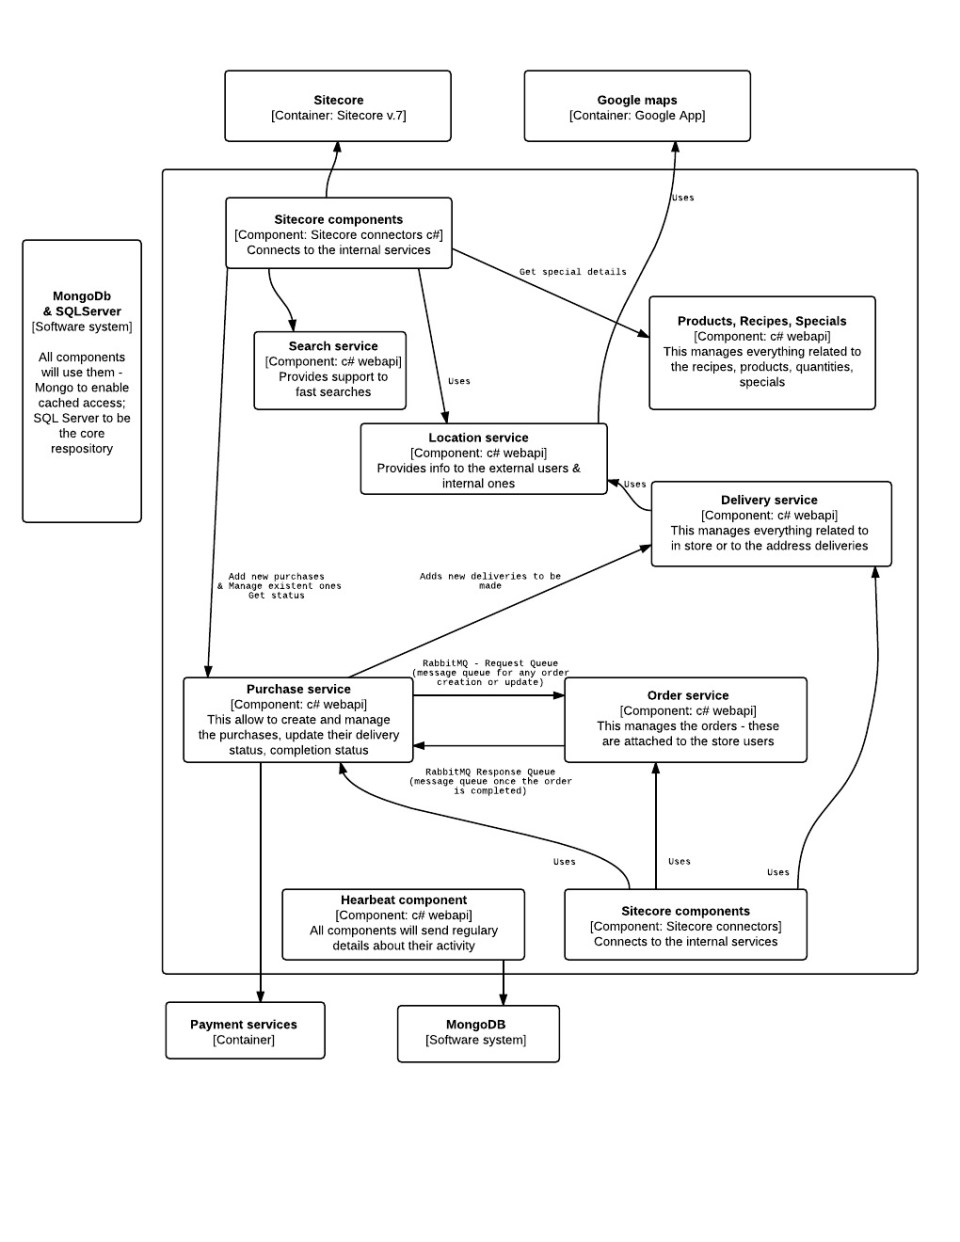 Sitecore
[Container: Sitecore v.7]
Google maps
[Container: Google App]
Uses
Sitecore components
[Component: Sitecore connectors c#]
Connects to the internal services
Get special details
MongoDb
& SQLServer
[Software system]
All components
will use them -
Mongo to enable
cached access;
SQL Server to be
the core
respository
Products, Recipes, Specials
[Component: c# webapi]
This manages everything related to
the recipes, products, quantities,
specials
Search service
[Component: c# webapi]
Provides support to
fast searches
Uses
Location service
[Component: c# webapi]
Provides info to the external users &
internal ones
Uses
Delivery service
[Component: c# webapi]
This manages everything related to
in store or to the address deliveries
Add new purchases
& Manage existent ones
Get status
Adds new deliveries to be
made
RabbitMQ - Request Queue
(message queue for any order
creation or update)
Purchase service
[Component: c# webapi]
This allow to create and manage
the purchases, update their delivery
status, completion status
Order service
[Component: c# webapi]
This manages the orders - these
are attached to the store users
RabbitMQ Response Queue
(message queue once the order
is completed)
Uses
Uses
Uses
Hearbeat component
[Component: c# webapi]
All components will send regulary
details about their activity
Sitecore components
[Component: Sitecore connectors]
Connects to the internal services
Payment services
[Container]
MongoDB
[Software system]